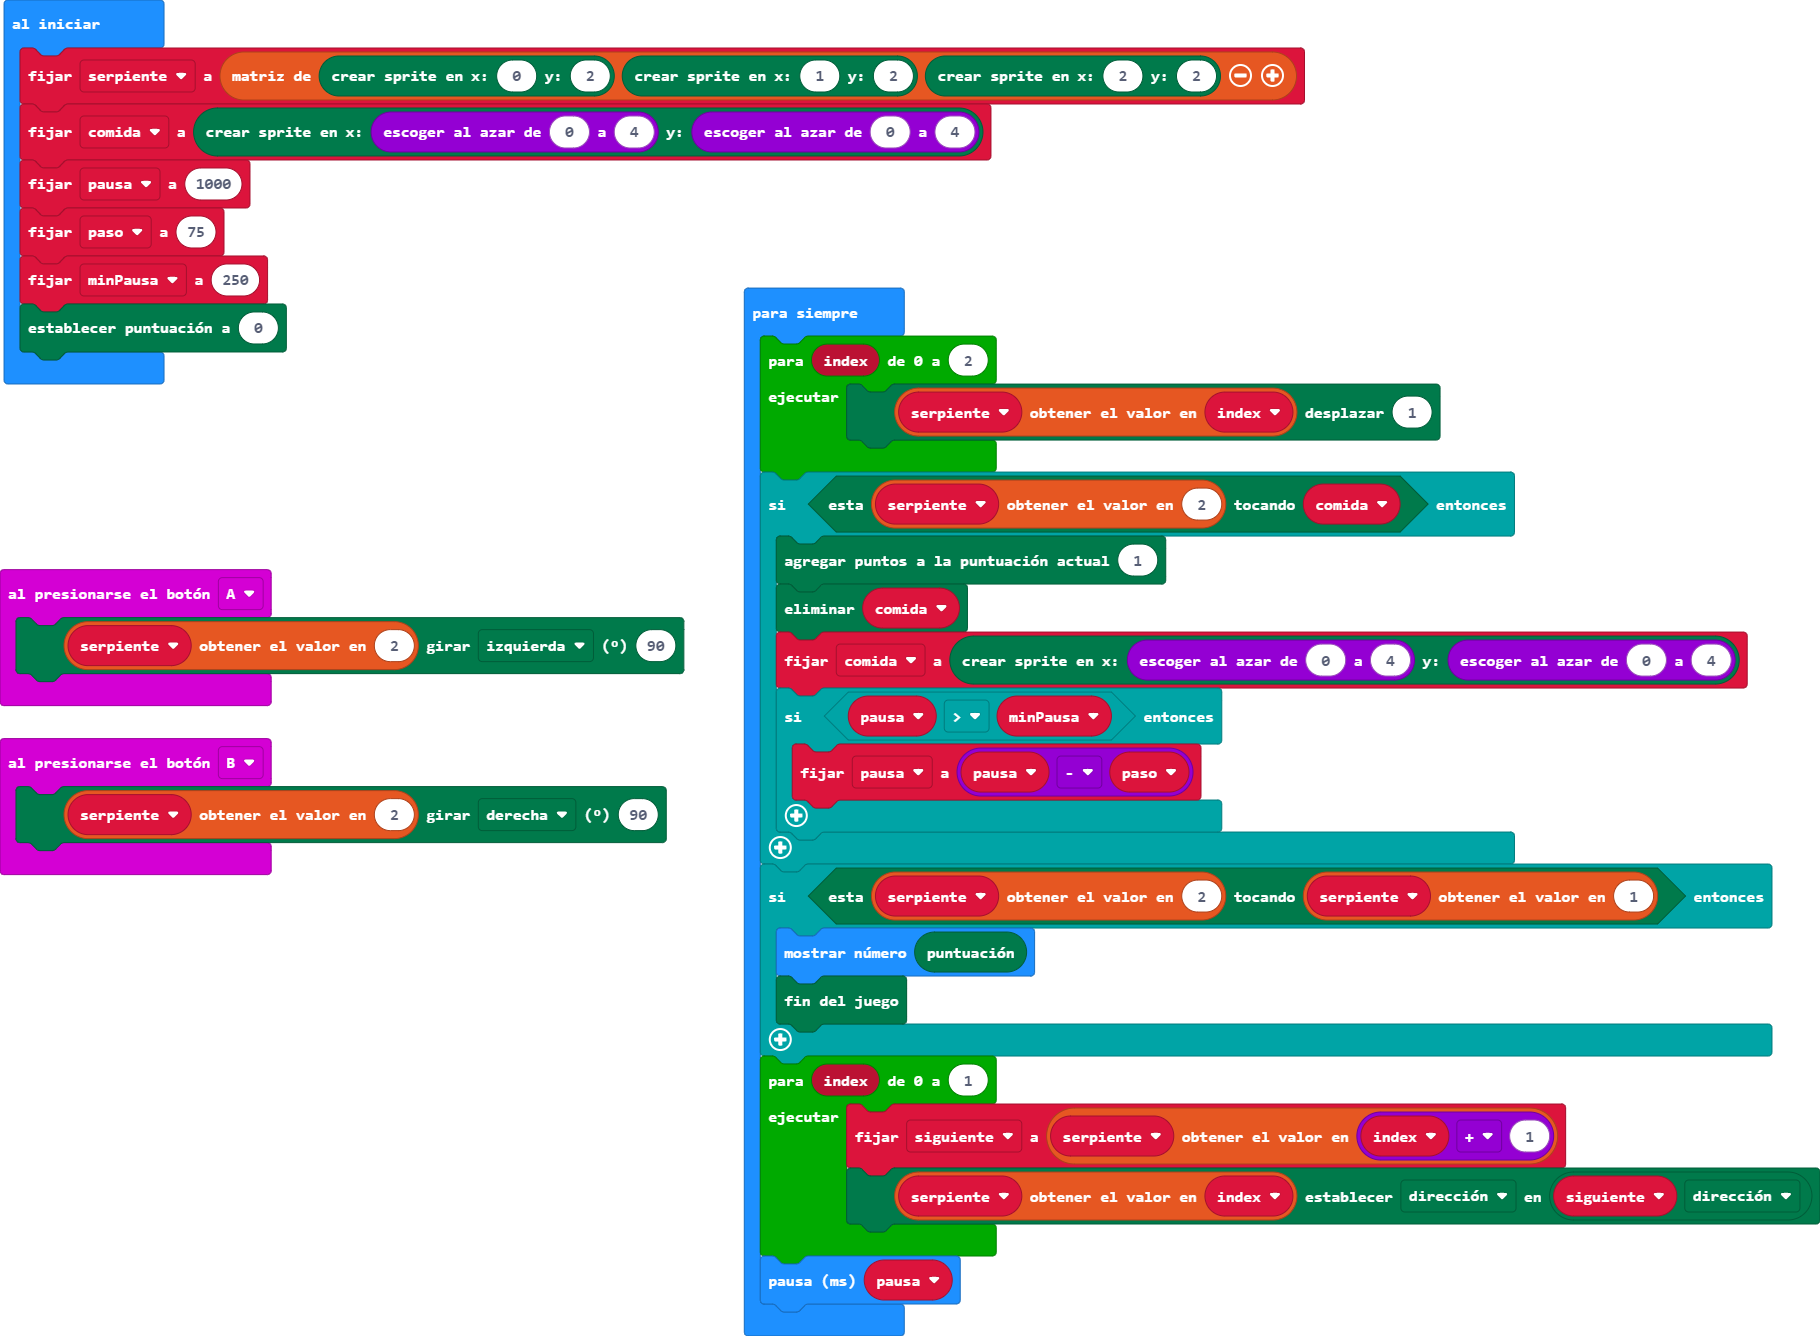 al iniciar
fijar serpiente a matriz de crear sprite en x: 0 y: 2 crear sprite en x: 1 y: 2 crear sprite en x: 2 y: 2
fijar comida a crear sprite en x: escoger al azar de 0 a 4 y: escoger al azar de 0 a 4
fijar pausa a 1000
fijar paso a 75
fijar minPausa a 250
establecer puntuación a 0
al presionarse el botón A
serpiente obtener el valor en 2 girar izquierda (º) 90
al presionarse el botón B
serpiente obtener el valor en 2 girar derecha (º) 90
para siempre
para index de 0 a 2
ejecutar
serpiente obtener el valor en index desplazar 1
si esta serpiente obtener el valor en 2 tocando comida entonces
agregar puntos a la puntuación actual 1
eliminar comida
fijar comida a crear sprite en x: escoger al azar de 0 a 4 y: escoger al azar de 0 a 4
si pausa > minPausa entonces
fijar pausa a pausa - paso
si esta serpiente obtener el valor en 2 tocando serpiente obtener el valor en 1 entonces
mostrar número puntuación
fin del juego
para index de 0 a 1
ejecutar
fijar siguiente a serpiente obtener el valor en index + 1
serpiente obtener el valor en index establecer dirección en siguiente dirección
pausa (ms) pausa